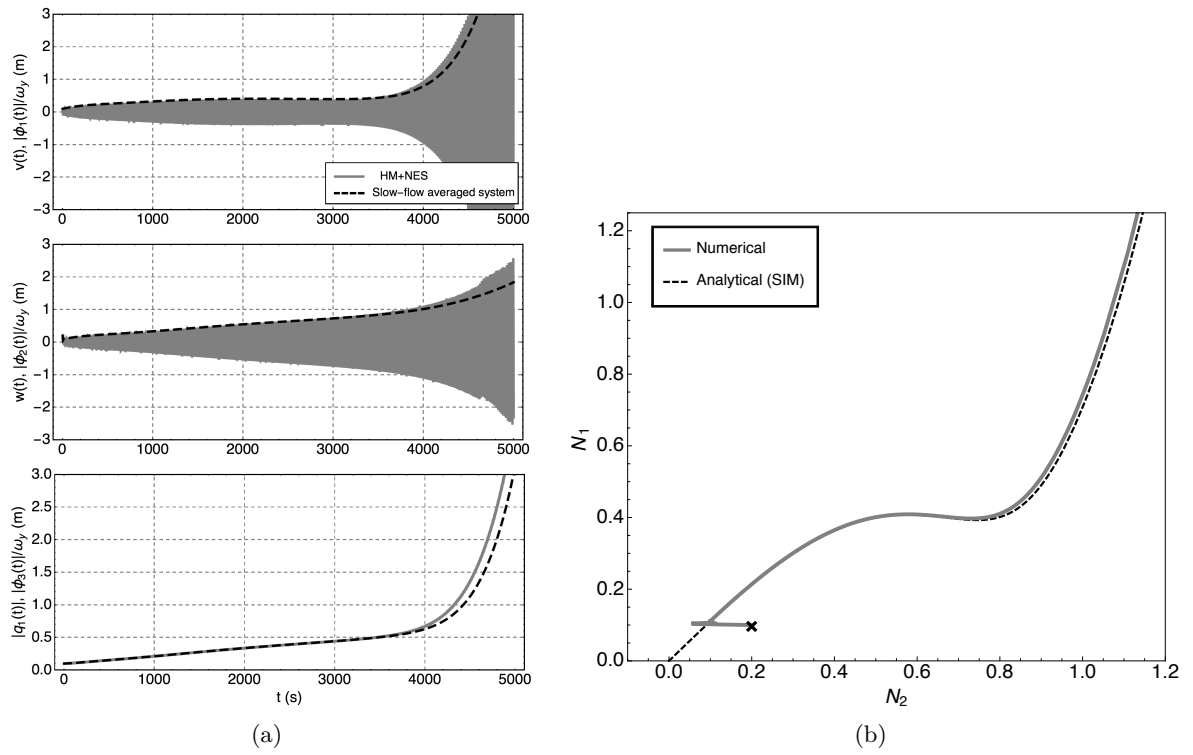 3
2
1
0
−1
−2
−3
0 1000 2000 3000 4000 5000
v(t), |ϕ1(t)|/ωy (m)
HM+NES
Slow−flow averaged system
3
2
1
0
−1
−2
−3
0 1000 2000 3000 4000 5000
w(t), |ϕ2(t)|/ωy (m)
3.0
2.5
2.0
1.5
1.0
0.5
0.0
0 1000 2000 3000 4000 5000
|q1(t)|, |ϕ3(t)|/ωy (m)
t (s)
(a)
Numerical
Analytical (SIM)
1.2
1.0
0.8
0.6
0.4
0.2
0.0
N1
0.0 0.2 0.4 0.6 0.8 1.0 1.2
N2
(b)